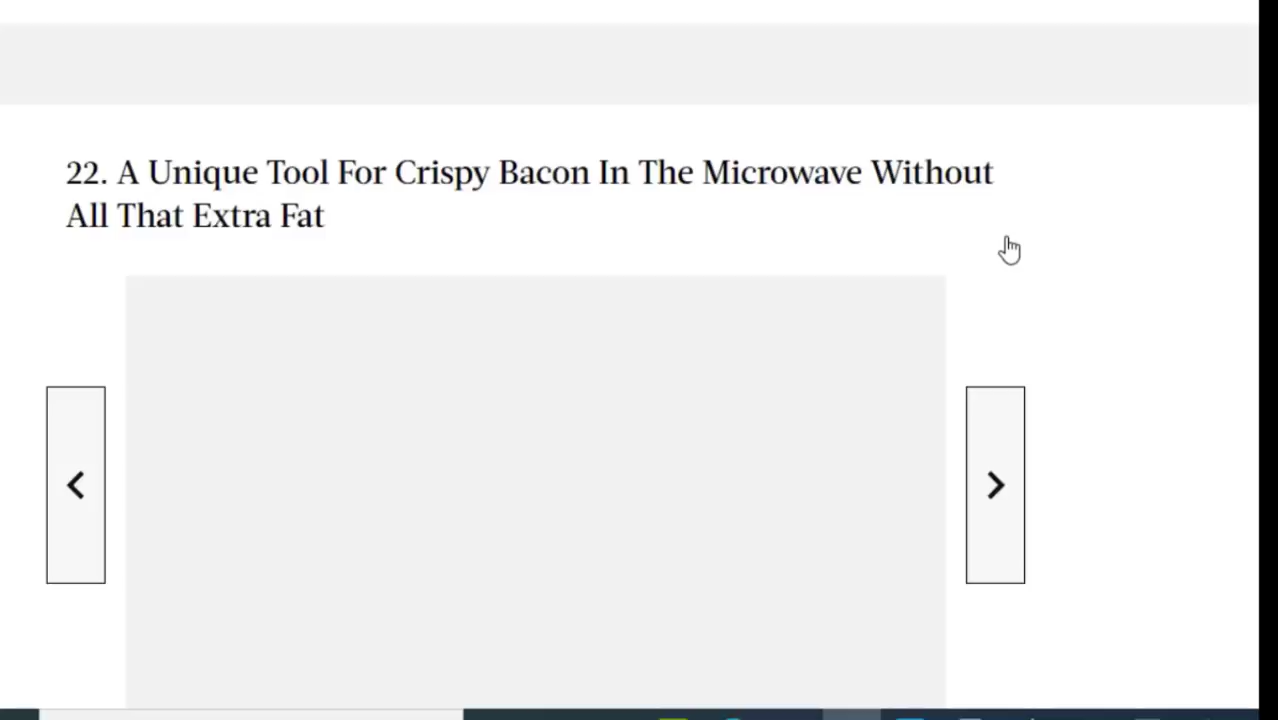 22. A Unique Tool For Crispy Bacon In The Microwave Without
All That Extra Fat